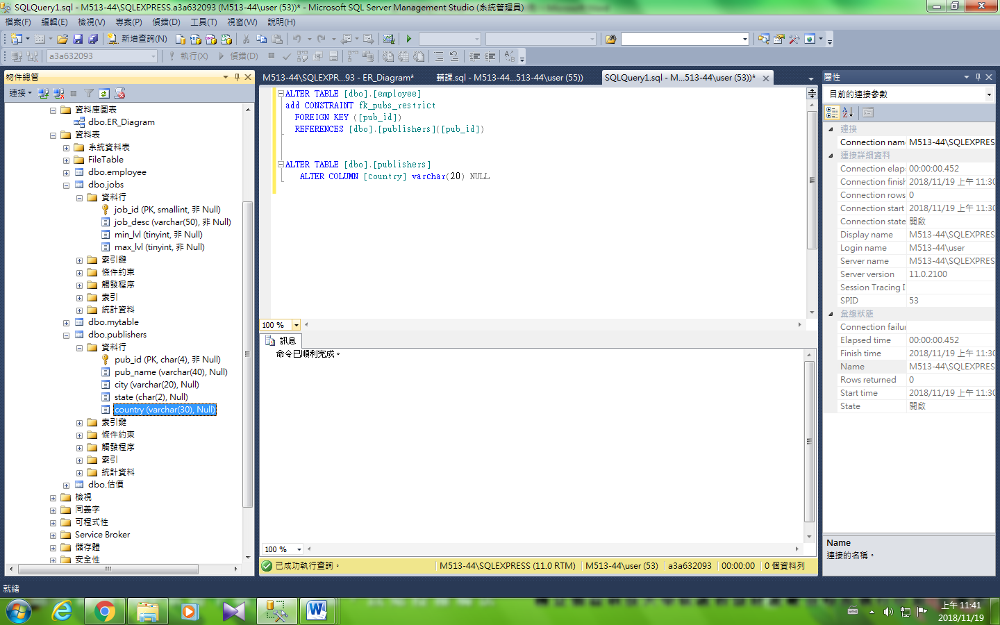 SQLQuery1.sql - M513-44\SQLEXPRESS.a3a632093 (M513-44\user (53))* - Microsoft SQL Server Management Studio (系統管理員)
檔案(F) 編輯(E) 檢視(V) 專案(P) 偵錯(D) 工具(T) 視窗(W) 說明(H)
新增查詢(N)
a3a632093 執行(X) 偵錯(D)
物件總管
連接
資料庫圖表
dbo.ER_Diagram
資料表
系統資料表
FileTable
dbo.employee
dbo.jobs
資料行
job_id (PK, smallint, 非 Null)
job_desc (varchar(50), 非 Null)
min_lvl (tinyint, 非 Null)
max_lvl (tinyint, 非 Null)
索引鍵
條件約束
觸發程序
索引
統計資料
dbo.mytable
dbo.publishers
資料行
pub_id (PK, char(4), 非 Null)
pub_name (varchar(40), Null)
city (varchar(20), Null)
state (char(2), Null)
country (varchar(30), Null)
索引鍵
條件約束
觸發程序
索引
統計資料
dbo.估價
檢視
同義字
可程式性
Service Broker
儲存體
安全性
M513-44\SQLEXPR...93 - ER_Diagram* 輔課.sql - M513-44...513-44\user (55)) SQLQuery1.sql - M...513-44\user (53))*
ALTER TABLE [dbo].[employee]
add CONSTRAINT fk_pubs_restrict
FOREIGN KEY ([pub_id])
REFERENCES [dbo].[publishers]([pub_id])
ALTER TABLE [dbo].[publishers]
ALTER COLUMN [country] varchar(20) NULL
100 %
訊息
命令已順利完成。
100 %
已成功執行查詢。 M513-44\SQLEXPRESS (11.0 RTM) M513-44\user (53) a3a632093 00:00:00 0 個資料列
屬性
目前的連接參數
連接
Connection nam M513-44\SQLEXPRES
連接詳細資料
Connection elap 00:00:00.452
Connection finish 2018/11/19 上午 11:30
Connection rows 0
Connection start 2018/11/19 上午 11:30
Connection state 開啟
Display name M513-44\SQLEXPRES
Login name M513-44\user
Server name M513-44\SQLEXPRES
Server version 11.0.2100
Session Tracing I
SPID 53
彙總狀態
Connection failur
Elapsed time 00:00:00.452
Finish time 2018/11/19 上午 11:30
Name M513-44\SQLEXPRES
Rows returned 0
Start time 2018/11/19 上午 11:30
State 開啟
Name
連接的名稱。
就緒
上午 11:41
2018/11/19